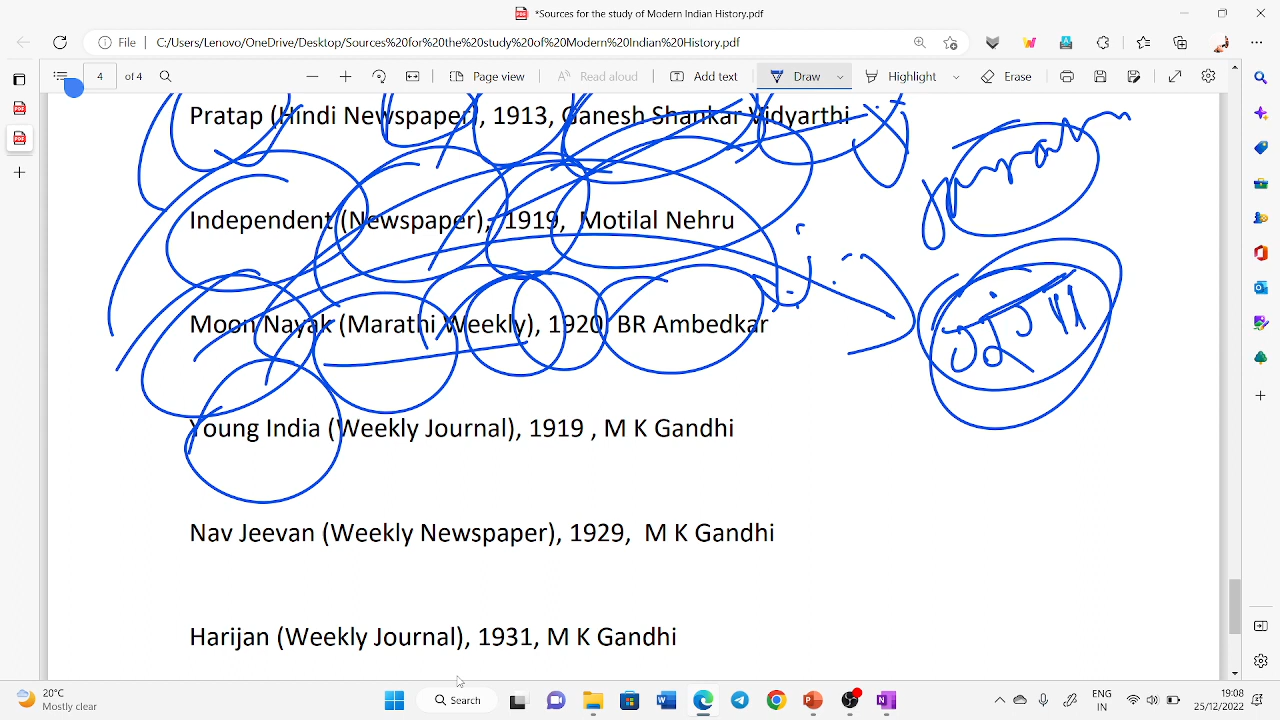 *Sources for the study of Modern Indian History.pdf
File C:/Users/Lenovo/OneDrive/Desktop/Sources%20for%20the%20study%20of%20Modern%20Indian%20History.pdf
4 of 4 Page view Read aloud Add text Draw Highlight Erase
Pratap (Hindi Newspaper), 1913, Ganesh Shankar Vidyarthi
Independent (Newspaper), 1919, Motilal Nehru
Moon Nayak (Marathi Weekly), 1920, BR Ambedkar
Young India (Weekly Journal), 1919 , M K Gandhi
Nav Jeevan (Weekly Newspaper), 1929, M K Gandhi
Harijan (Weekly Journal), 1931, M K Gandhi
20°C
Mostly clear
Search
ENG
IN
19:08
25/12/2022